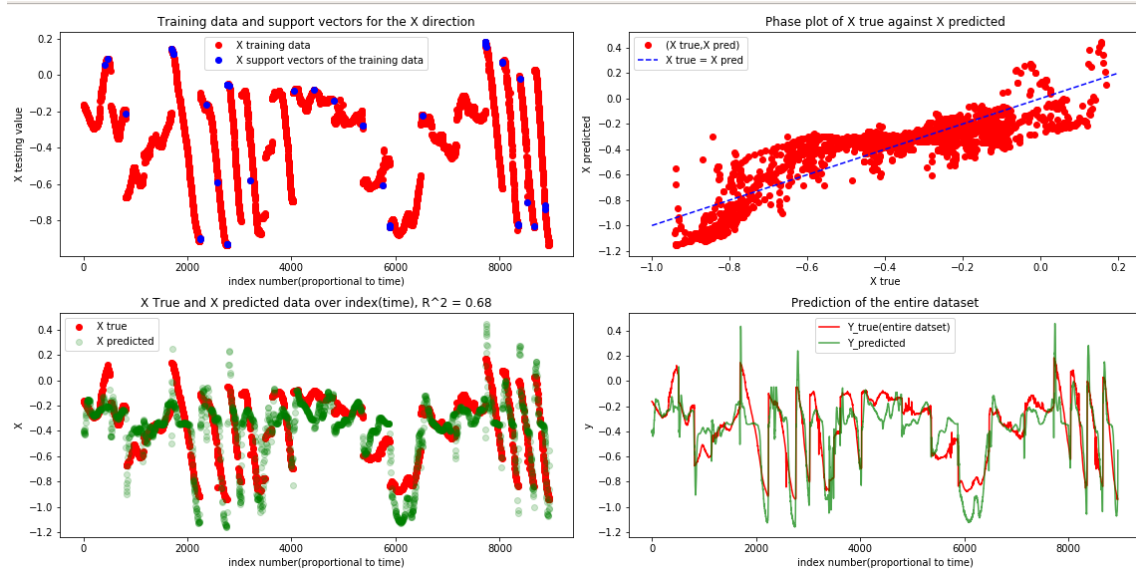 Training data and support vectors for the X direction
X training data
X support vectors of the training data
X testing value
0.2
0.0
−0.2
−0.4
−0.6
−0.8
0
2000
4000
6000
8000
index number(proportional to time)
Phase plot of X true against X predicted
(X true,X pred)
X true = X pred
X predicted
0.4
0.2
0.0
−0.2
−0.4
−0.6
−0.8
−1.0
−1.2
−1.0
−0.8
−0.6
−0.4
−0.2
0.0
0.2
X true
X True and X predicted data over index(time), R^2 = 0.68
X true
X predicted
X
0.4
0.2
0.0
−0.2
−0.4
−0.6
−0.8
−1.0
−1.2
0
2000
4000
6000
8000
index number(proportional to time)
Prediction of the entire dataset
Y_true(entire datset)
Y_predicted
y
0.4
0.2
0.0
−0.2
−0.4
−0.6
−0.8
−1.0
−1.2
0
2000
4000
6000
8000
index number(proportional to time)